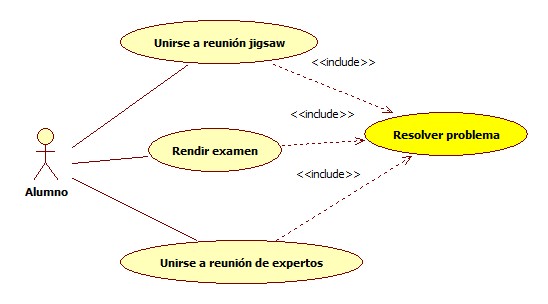 Unirse a reunión jigsaw
<<include>>
<<include>>
Resolver problema
Rendir examen
<<include>>
Alumno
Unirse a reunión de expertos